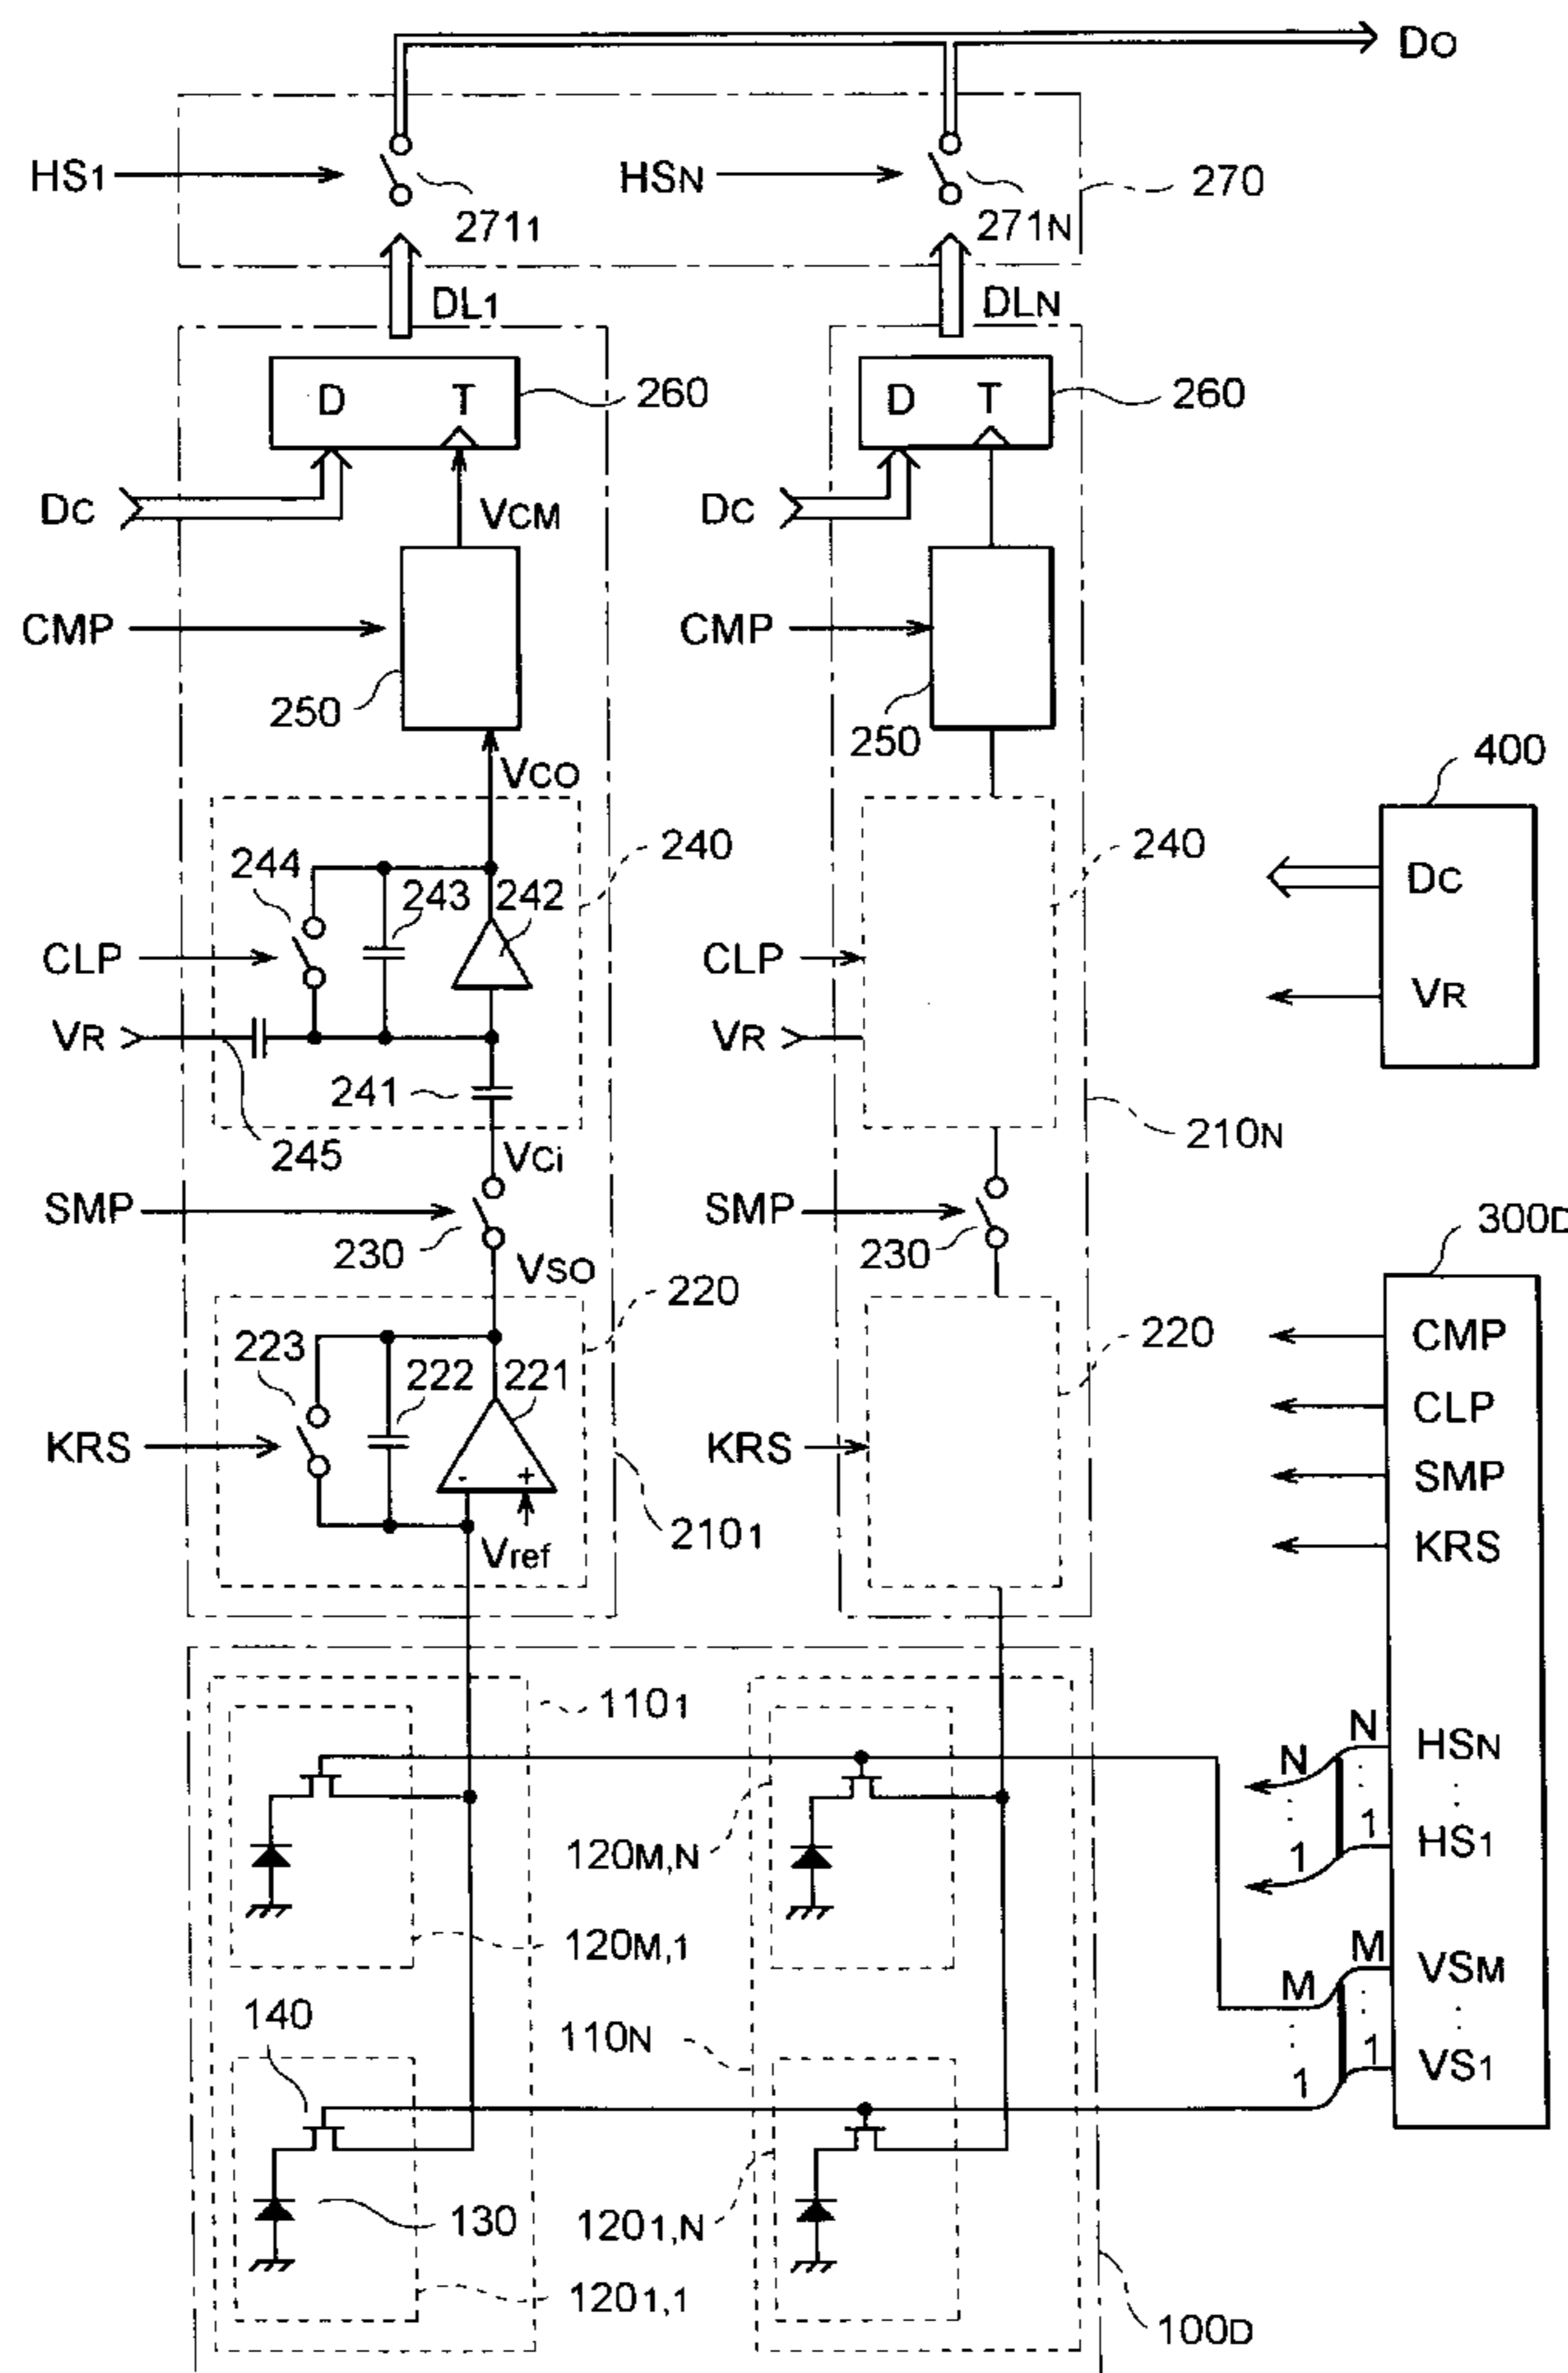 Do
HS1
HSN
270
2711
271N
DL1
DLN
D T
260
D T
260
Dc
VCM
Dc
CMP
CMP
250
250
VCO
400
244
243
242
240
240
Dc
CLP
CLP
VR
VR
VR
241
245
VCi
210N
SMP
SMP
230
230
VSO
300D
220
223
222
221
220
CMP
CLP
KRS
KRS
SMP
- +
Vref
2101
KRS
1101
N
N
HSN
1
1
HS1
120M,N
120M,1
M
M
VSM
140
110N
1
1
VS1
130
1201,N
1201,1
100D